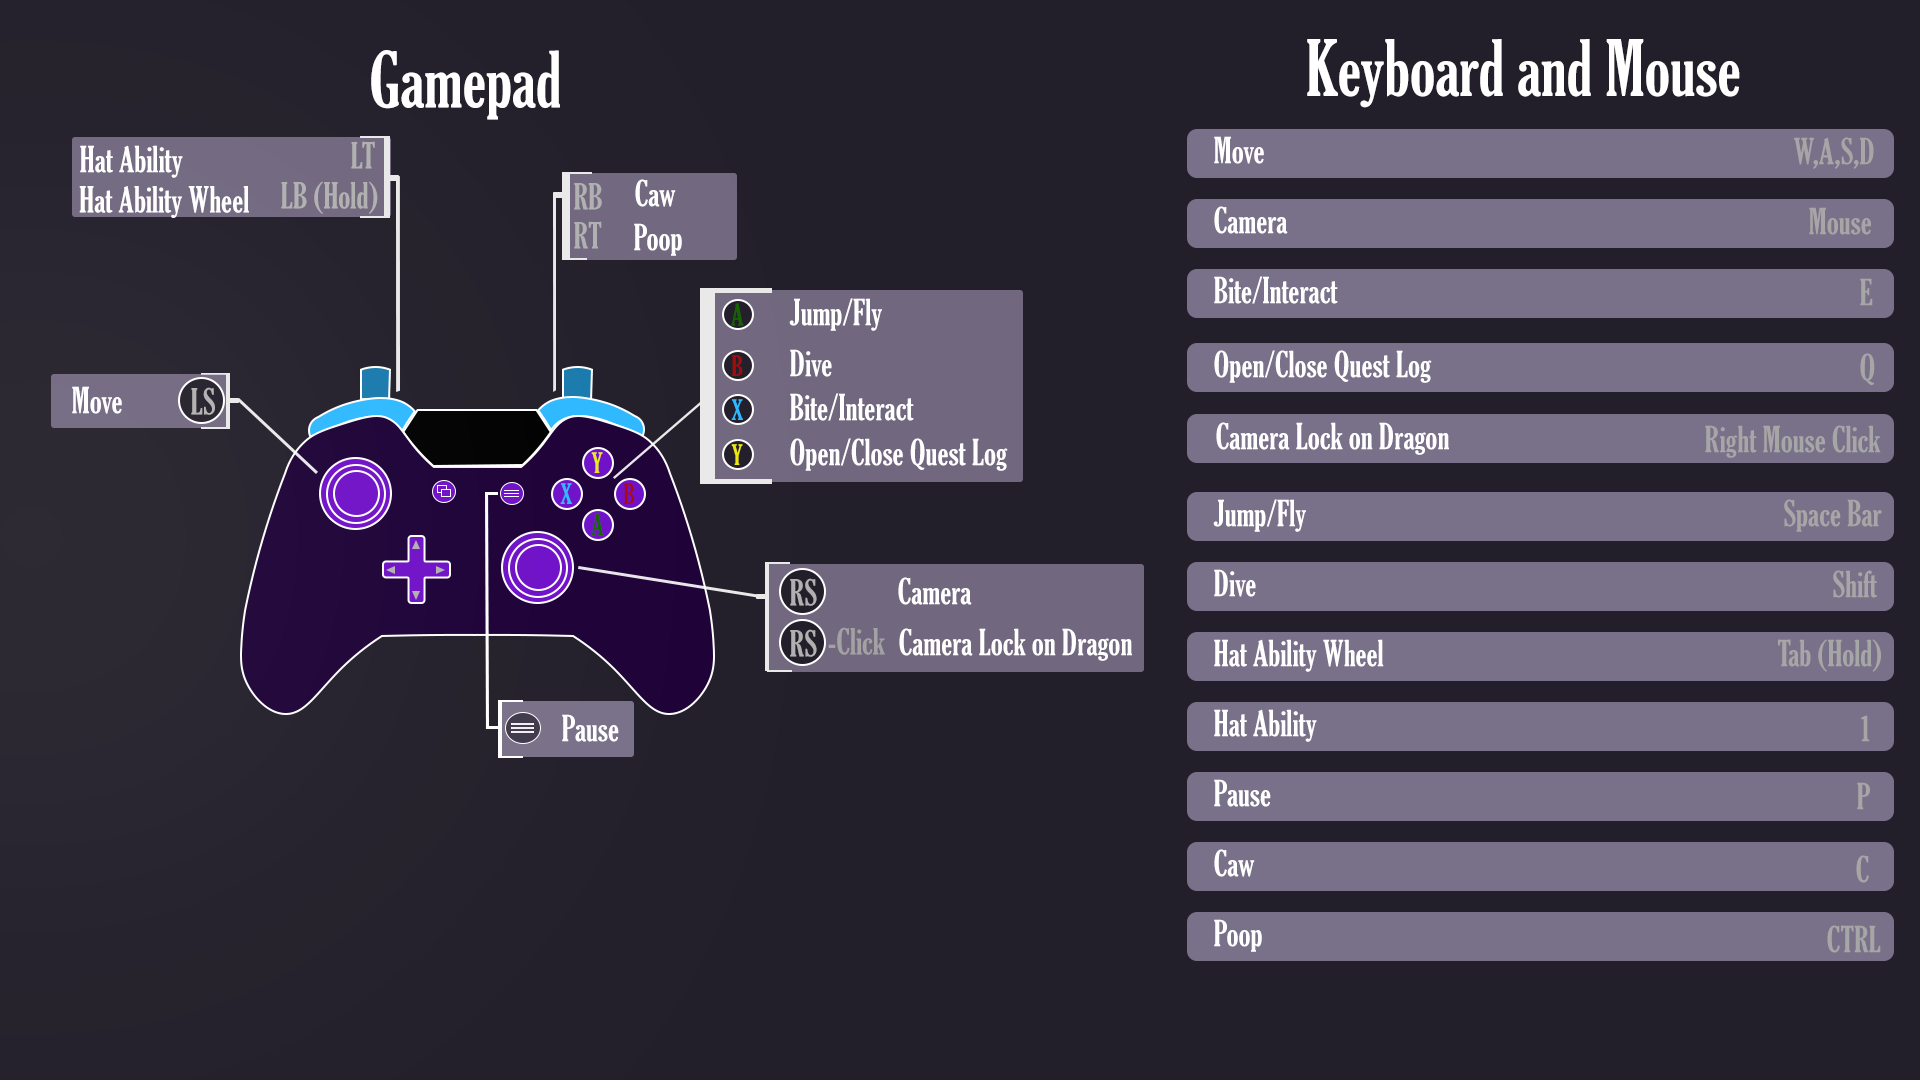 Gamepad
Hat Ability LT
Hat Ability Wheel LB (Hold)
RB Caw
RT Poop
A Jump/Fly
B Dive
X Bite/Interact
Y Open/Close Quest Log
Move LS
Y
X B
A
RS Camera
RS -Click Camera Lock on Dragon
Pause
Keyboard and Mouse
Move W,A,S,D
Camera Mouse
Bite/Interact E
Open/Close Quest Log Q
Camera Lock on Dragon Right Mouse Click
Jump/Fly Space Bar
Dive Shift
Hat Ability Wheel Tab (Hold)
Hat Ability 1
Pause P
Caw C
Poop CTRL